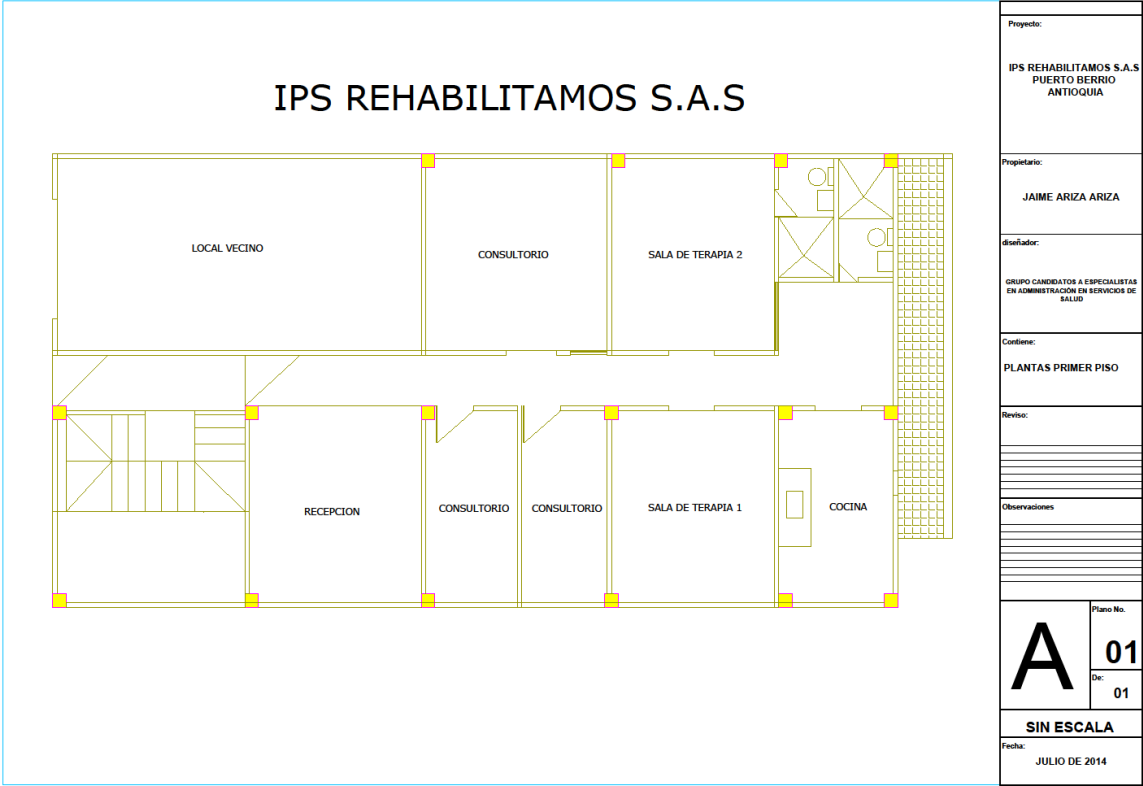 IPS REHABILITAMOS S.A.S
LOCAL VECINO
CONSULTORIO
SALA DE TERAPIA 2
RECEPCION
CONSULTORIO
CONSULTORIO
SALA DE TERAPIA 1
COCINA
Proyecto:
IPS REHABILITAMOS S.A.S
PUERTO BERRIO
ANTIOQUIA
Propietario:
JAIME ARIZA ARIZA
diseñador:
GRUPO CANDIDATOS A ESPECIALISTAS
EN ADMINISTRACIÓN EN SERVICIOS DE
SALUD
Contiene:
PLANTAS PRIMER PISO
Reviso:
Observaciones
A
Plano No.
01
De:
01
SIN ESCALA
Fecha:
JULIO DE 2014